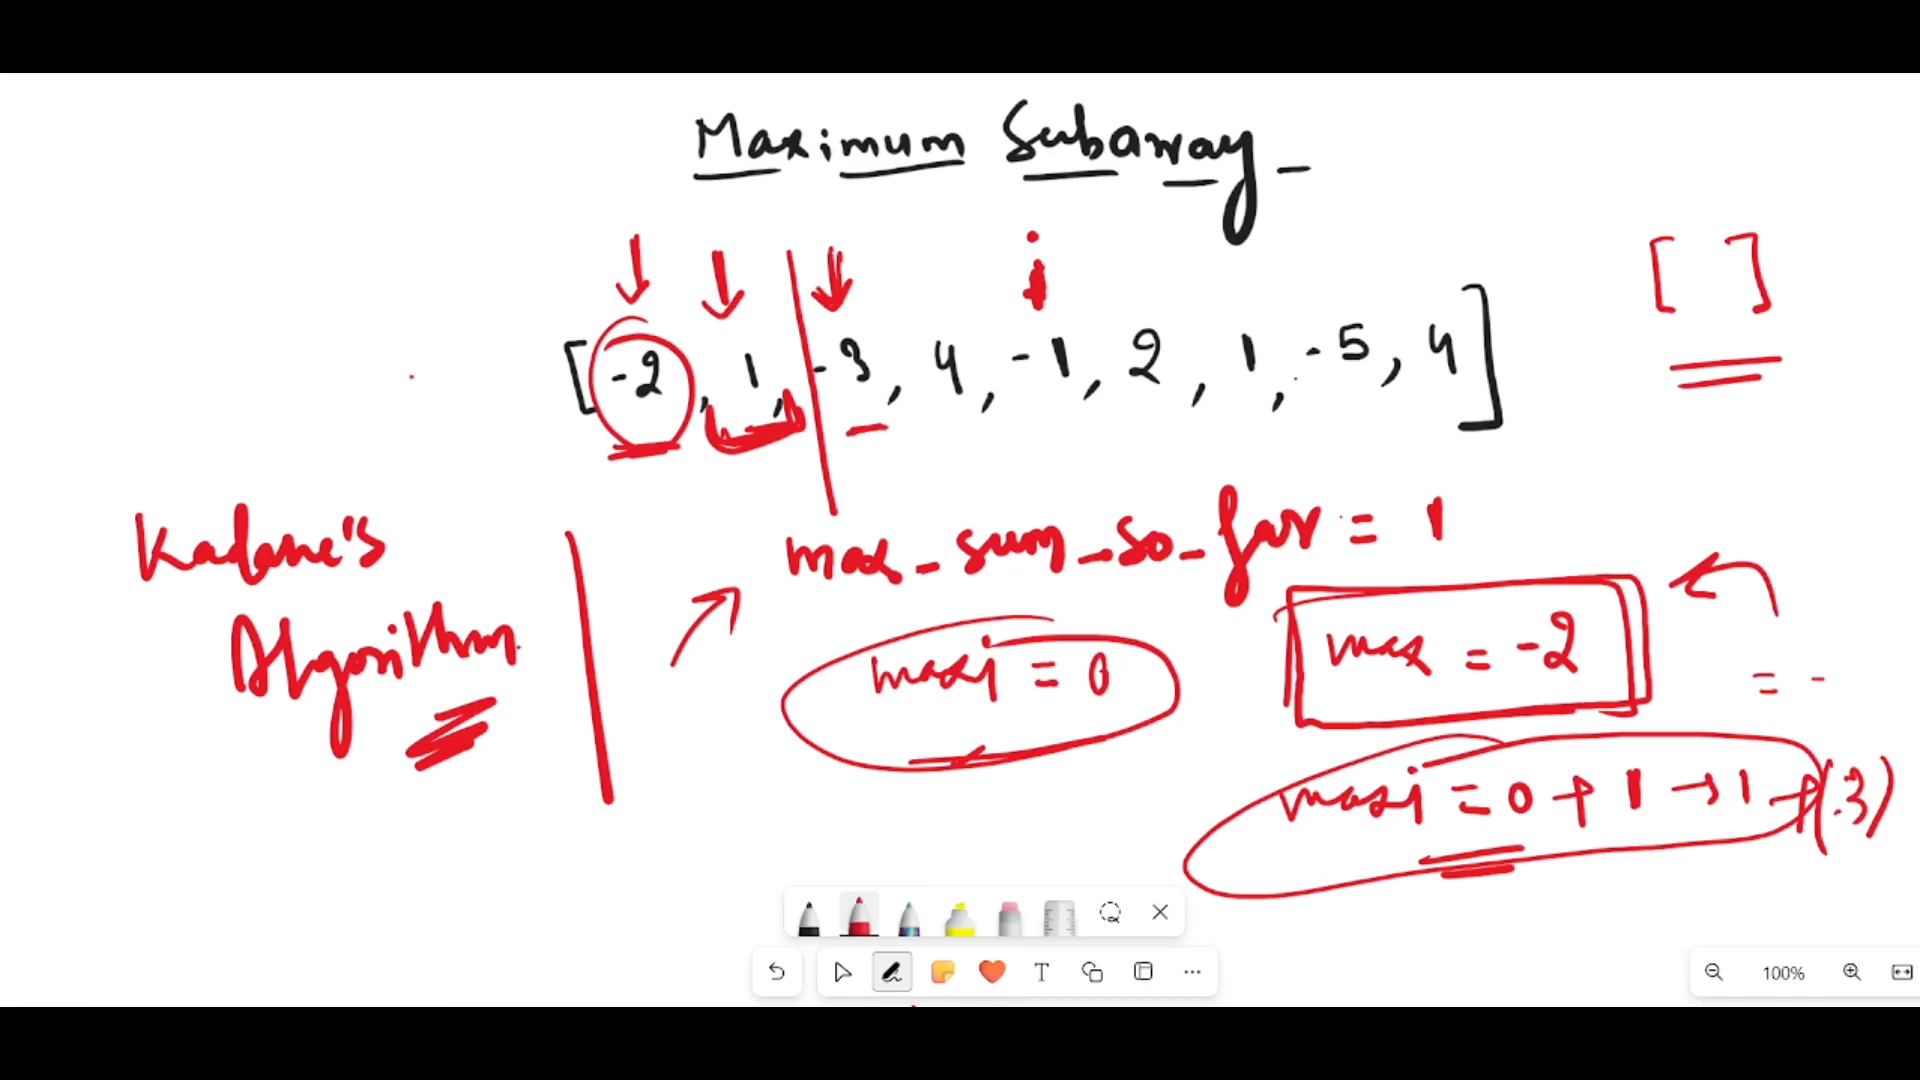 Maximum Subarray -
i
[ ]
[ -2, 1, -3, 4, -1, 2, 1, -5, 4 ]
Kadane's
Algorithm
max_sum_so_far = 1
maxi = 0
max = -2
= -
maxi = 0 + 1 → 1 + (-3)
T
100%